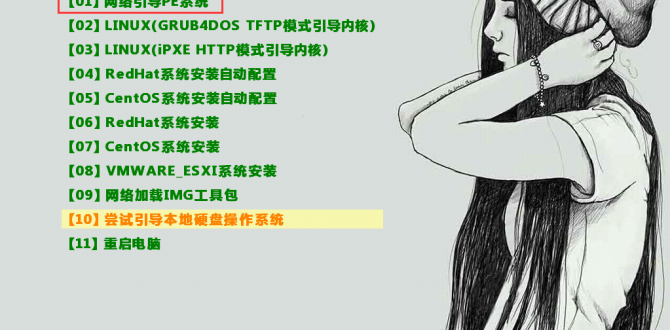 【01】网络引导PE系统
【02】LINUX(GRUB4DOS TFTP模式引导内核)
【03】LINUX(iPXE HTTP模式引导内核)
【04】RedHat系统安装自动配置
【05】CentOS系统安装自动配置
【06】RedHat系统安装
【07】CentOS系统安装
【08】VMWARE_ESXI系统安装
【09】网络加载IMG工具包
【10】尝试引导本地硬盘操作系统
【11】重启电脑